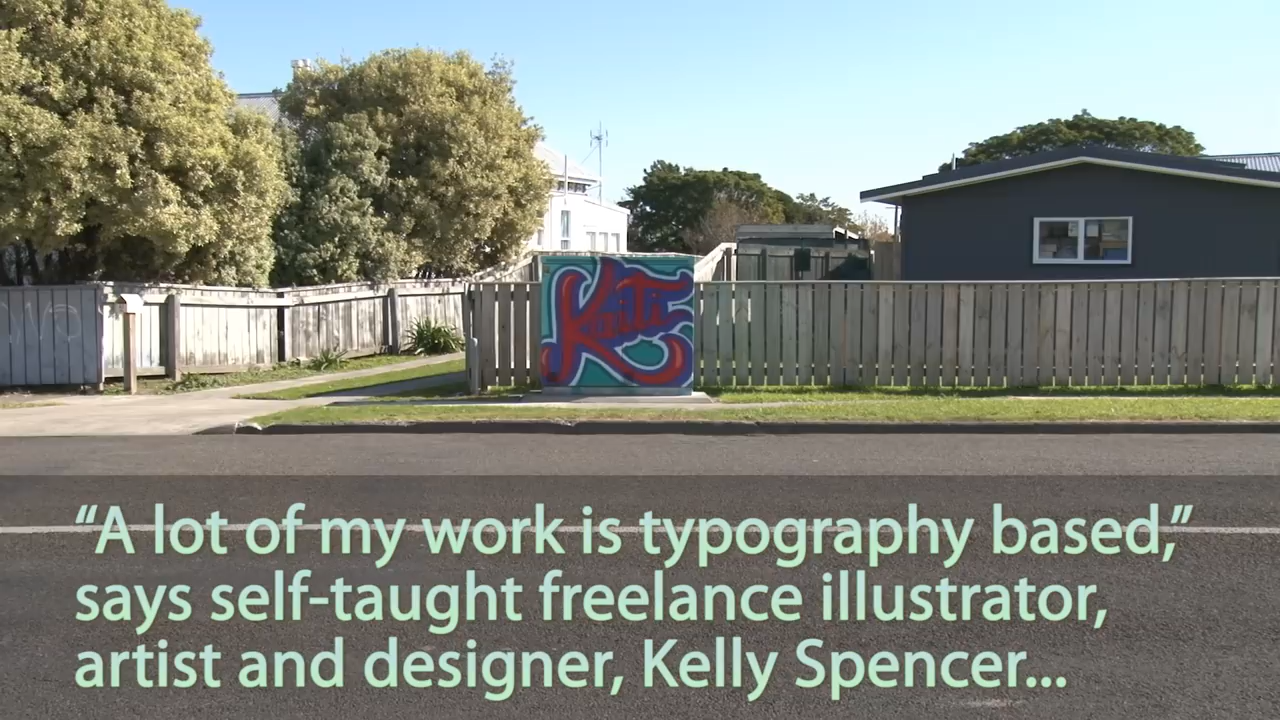 Kaiti
“A lot of my work is typography based,”
says self-taught freelance illustrator,
artist and designer, Kelly Spencer...